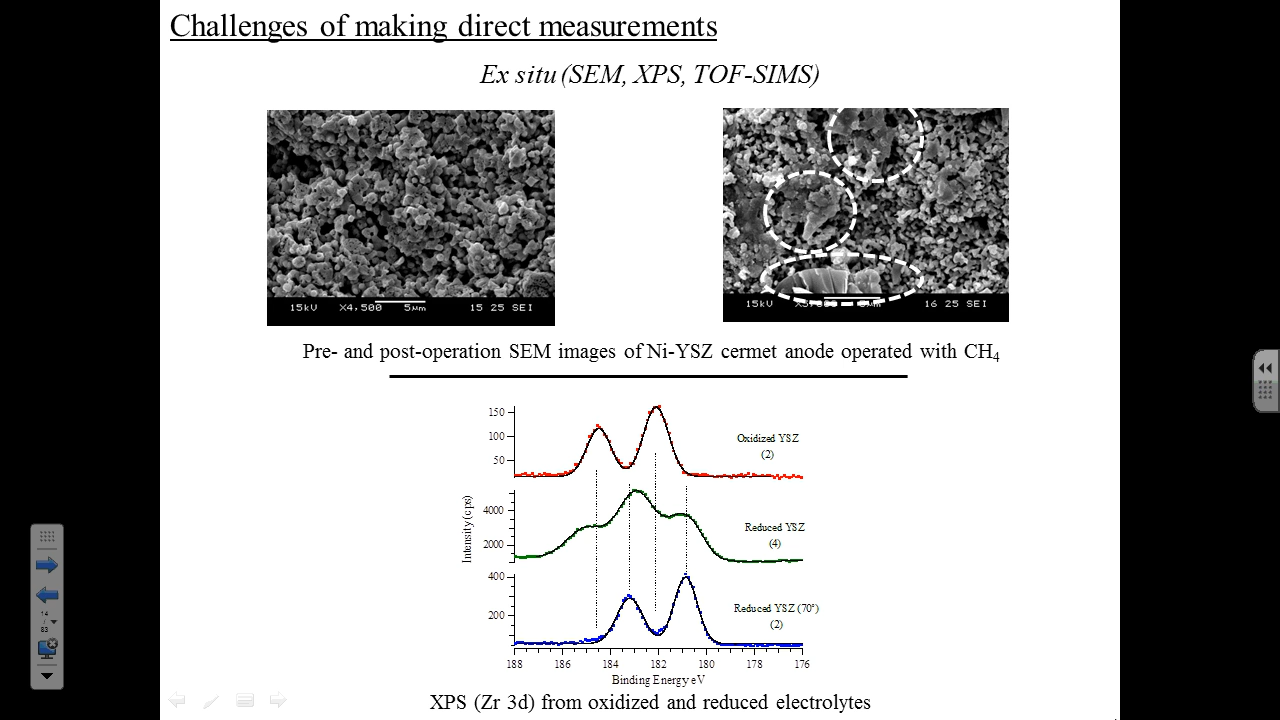 Challenges of making direct measurements
Ex situ (SEM, XPS, TOF-SIMS)
15kV X4,500 5μm 15 25 SEI
15kV 5μm 16 25 SEI
Pre- and post-operation SEM images of Ni-YSZ cermet anode operated with CH4
150
100
50
Oxidized YSZ
(2)
Intensity (cps)
4000
2000
Reduced YSZ
(4)
400
200
Reduced YSZ (70°)
(2)
188 186 184 182 180 178 176
Binding Energy eV
XPS (Zr 3d) from oxidized and reduced electrolytes
14
/
83